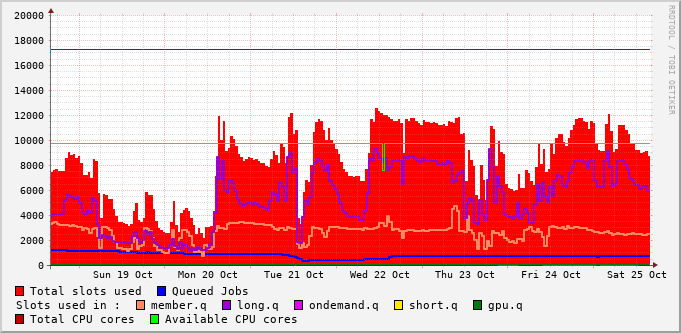 20000
18000
16000
14000
12000
10000
8000
6000
4000
2000
0
Sun 19 Oct Mon 20 Oct Tue 21 Oct Wed 22 Oct Thu 23 Oct Fri 24 Oct Sat 25 Oct
Total slots used Queued Jobs
Slots used in : member.q long.q ondemand.q short.q gpu.q
Total CPU cores Available CPU cores
RRDTOOL / TOBI OETIKER